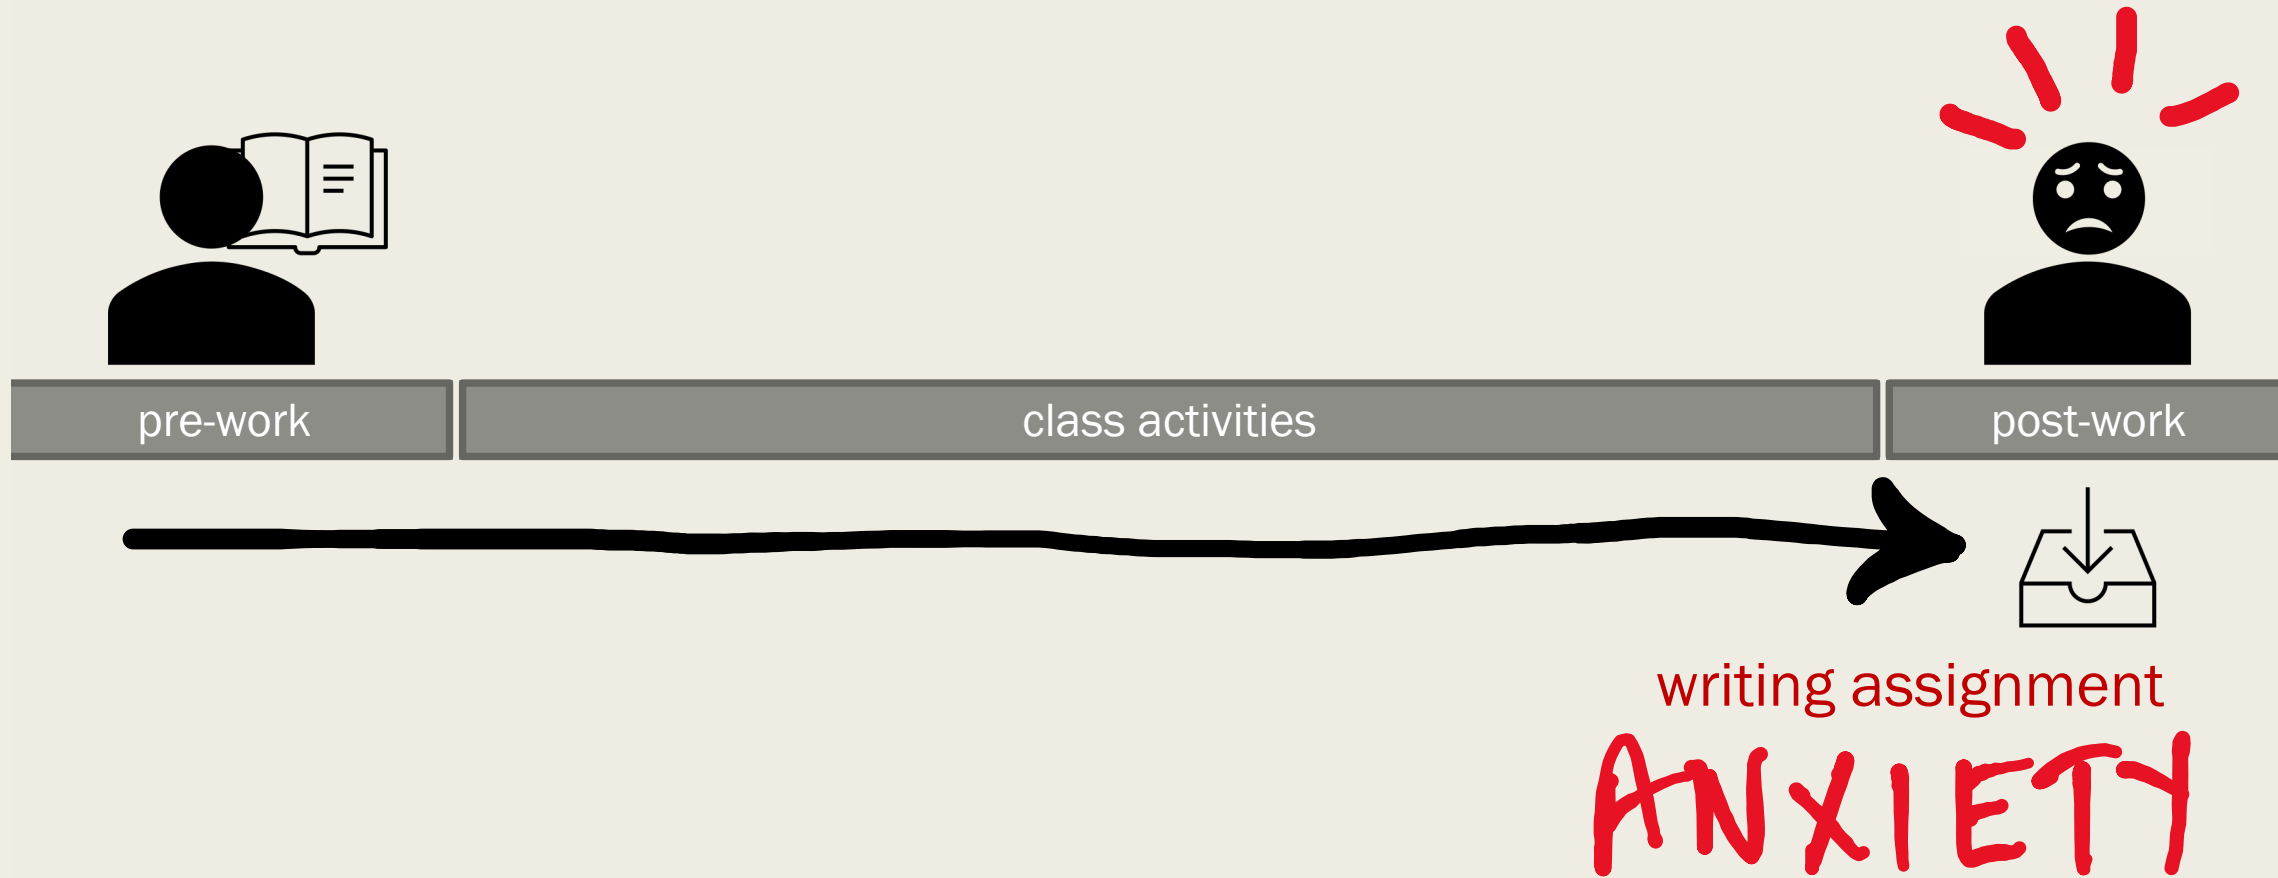 pre-work class activities post-work
writing assignment
ANXIETY